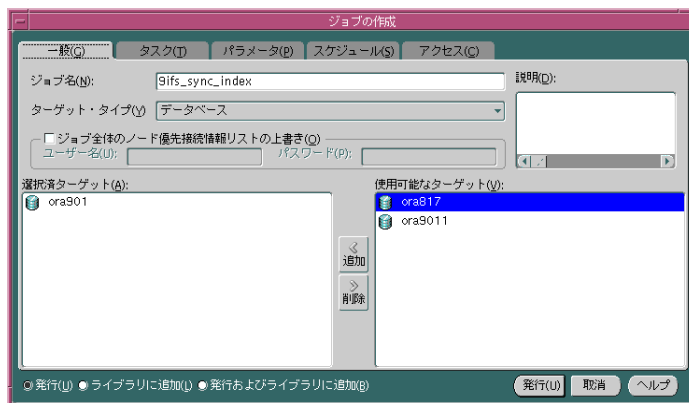 ジョブの作成
一般(G) タスク(T) パラメータ(P) スケジュール(S) アクセス(C)
ジョブ名(N): 9ifs_sync_index 説明(D):
ターゲット・タイプ(Y) データベース
ジョブ全体のノード優先接続情報リストの上書き(O)
ユーザー名(U): パスワード(P):
選択済ターゲット(A): 使用可能なターゲット(V):
ora901 ora817
ora9011
追加
削除
発行(U) ライブラリに追加(L) 発行およびライブラリに追加(B) 発行(U) 取消 ヘルプ